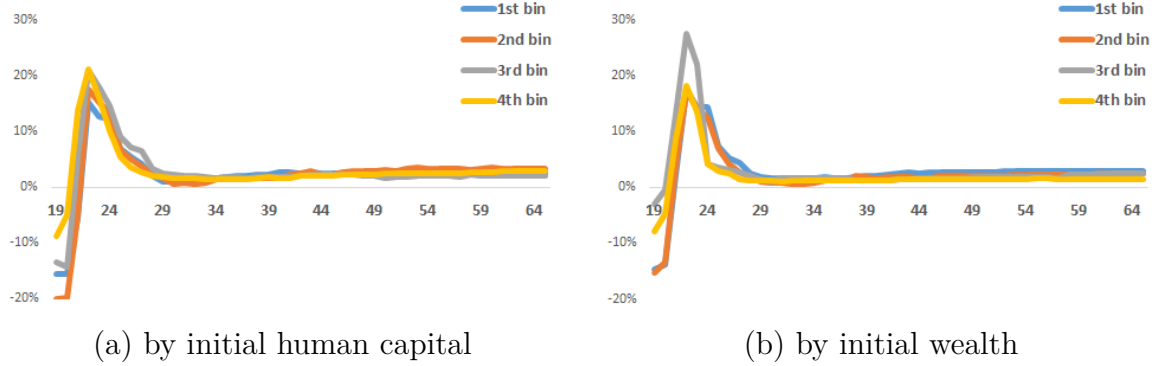 30%
20%
10%
0%
-10%
-20%
19 24 29 34 39 44 49 54 59 64
1st bin
2nd bin
3rd bin
4th bin
(a) by initial human capital
30%
20%
10%
0%
-10%
-20%
19 24 29 34 39 44 49 54 59 64
1st bin
2nd bin
3rd bin
4th bin
(b) by initial wealth